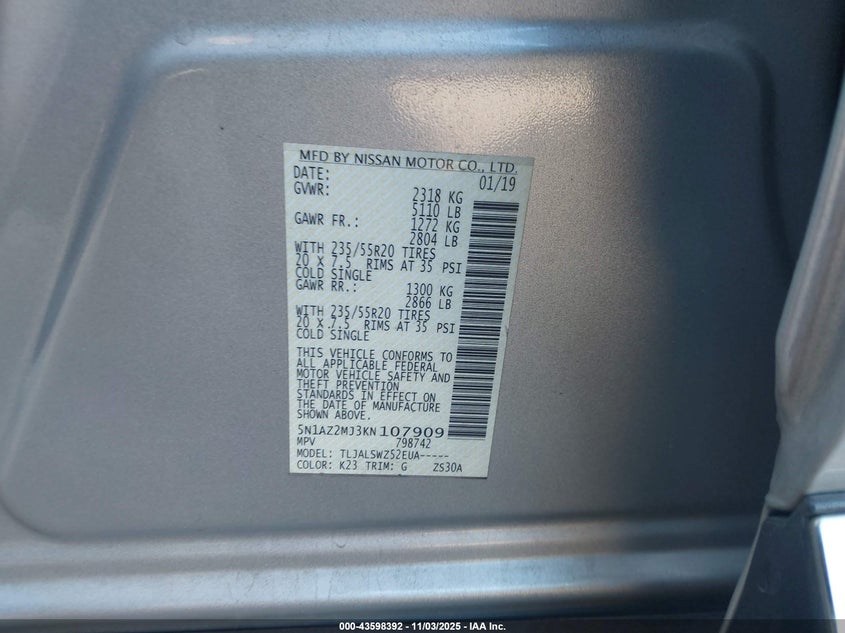 MFD BY NISSAN MOTOR CO., LTD.
DATE: 01/19
GVWR: 2318 KG
5110 LB
GAWR FR.: 1272 KG
2804 LB
WITH 235/55R20 TIRES
20 X 7.5 RIMS AT 35 PSI
COLD SINGLE
GAWR RR.: 1300 KG
2866 LB
WITH 235/55R20 TIRES
20 X 7.5 RIMS AT 35 PSI
COLD SINGLE
THIS VEHICLE CONFORMS TO
ALL APPLICABLE FEDERAL
MOTOR VEHICLE SAFETY AND
THEFT PREVENTION
STANDARDS IN EFFECT ON
THE DATE OF MANUFACTURE
SHOWN ABOVE.
5N1AZ2MJ3KN107909
MPV 798742
MODEL: TLJALSWZ52EUA-----
COLOR: K23 TRIM: G ZS30A
000-43598392 - 11/03/2025 - IAA Inc.